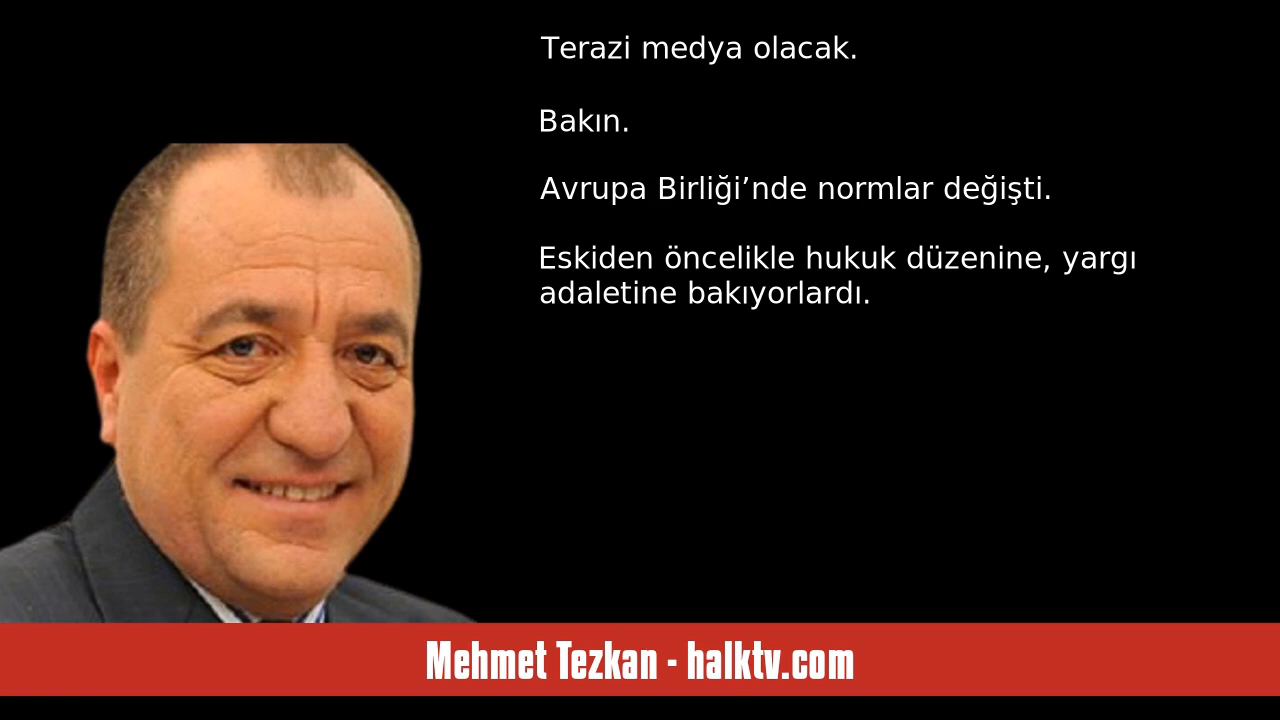 Terazi medya olacak.
Bakın.
Avrupa Birliği’nde normlar değişti.
Eskiden öncelikle hukuk düzenine, yargı
adaletine bakıyorlardı.
Mehmet Tezkan - halktv.com